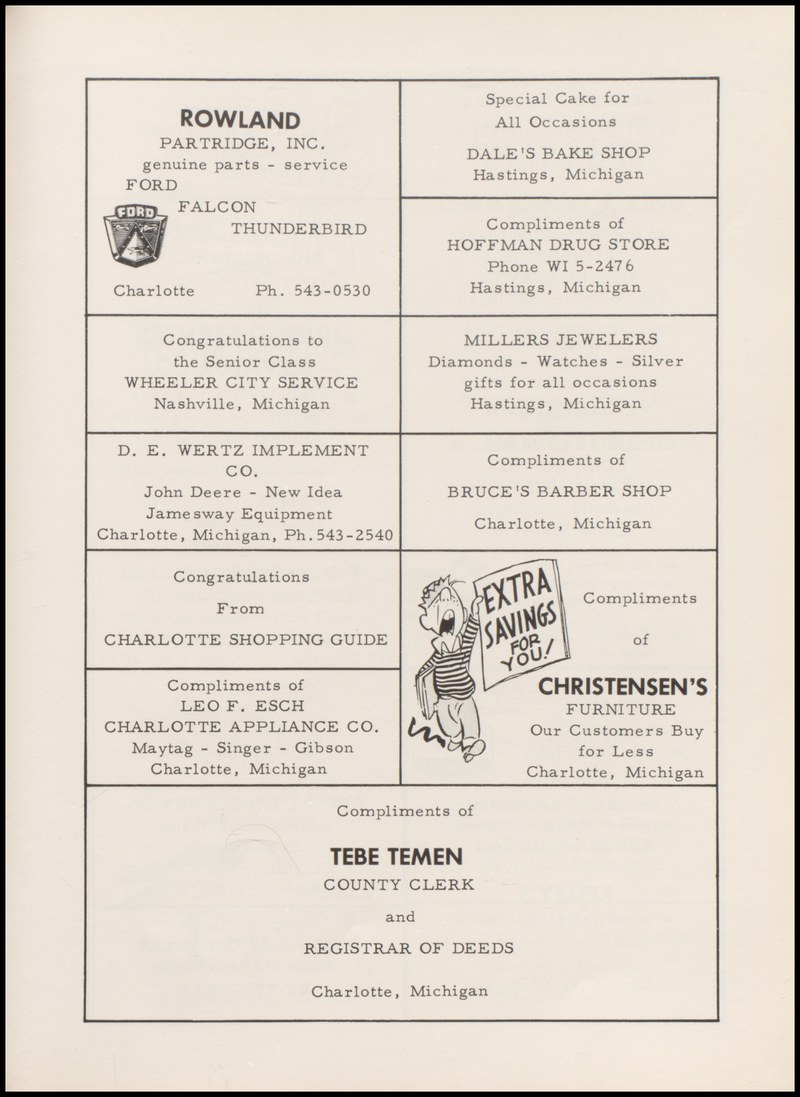 ROWLAND
PARTRIDGE, INC.
genuine parts - service
FORD
FORD
FALCON
THUNDERBIRD
Charlotte Ph. 543-0530
Special Cake for
All Occasions
DALE'S BAKE SHOP
Hastings, Michigan
Compliments of
HOFFMAN DRUG STORE
Phone WI 5-2476
Hastings, Michigan
Congratulations to
the Senior Class
WHEELER CITY SERVICE
Nashville, Michigan
MILLERS JEWELERS
Diamonds - Watches - Silver
gifts for all occasions
Hastings, Michigan
D. E. WERTZ IMPLEMENT
CO.
John Deere - New Idea
Jamesway Equipment
Charlotte, Michigan, Ph.543-2540
Compliments of
BRUCE'S BARBER SHOP
Charlotte, Michigan
Congratulations
From
CHARLOTTE SHOPPING GUIDE
EXTRA
SAVINGS
FOR
YOU!
Compliments
of
CHRISTENSEN'S
FURNITURE
Our Customers Buy
for Less
Charlotte, Michigan
Compliments of
LEO F. ESCH
CHARLOTTE APPLIANCE CO.
Maytag - Singer - Gibson
Charlotte, Michigan
Compliments of
TEBE TEMEN
COUNTY CLERK
and
REGISTRAR OF DEEDS
Charlotte, Michigan